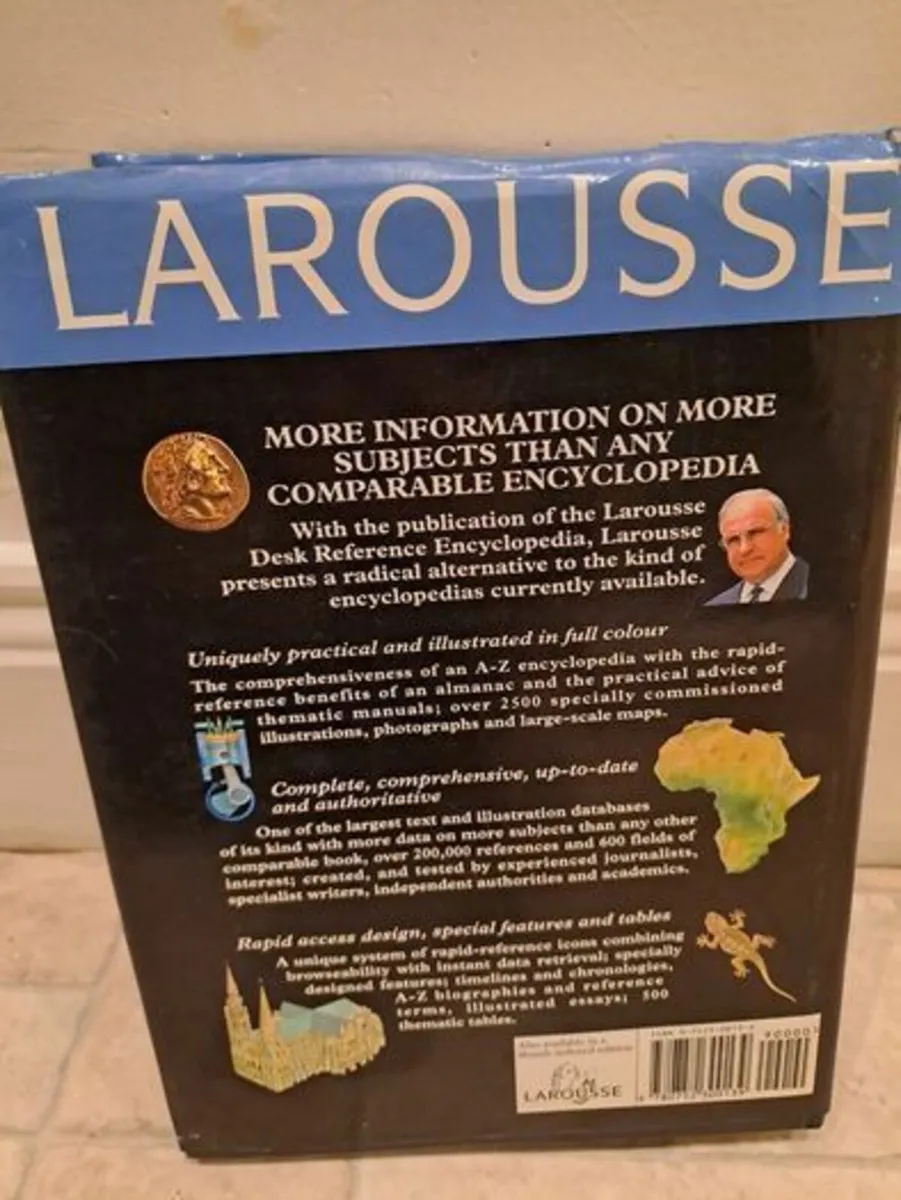 LAROUSSE
MORE INFORMATION ON MORE
SUBJECTS THAN ANY
COMPARABLE ENCYCLOPEDIA
With the publication of the Larousse
Desk Reference Encyclopedia, Larousse
presents a radical alternative to the kind of
encyclopedias currently available.
Uniquely practical and illustrated in full colour
The comprehensiveness of an A-Z encyclopedia with the rapid-
reference benefits of an almanac and the practical advice of
thematic manuals; over 2500 specially commissioned
illustrations, photographs and large-scale maps.
Complete, comprehensive, up-to-date
and authoritative
One of the largest text and illustration databases
of its kind with more data on more subjects than any other
comparable book, over 200,000 references and 600 fields of
interest; created, and tested by experienced journalists,
specialist writers, independent authorities and academics.
Rapid access design, special features and tables
A unique system of rapid-reference icons combining
browseability with instant data retrieval; specially
designed features; timelines and chronologies,
A-Z biographies and reference
terms, illustrated essays; 500
thematic tables.
Also available in a
LAROUSSE
ISBN
90000